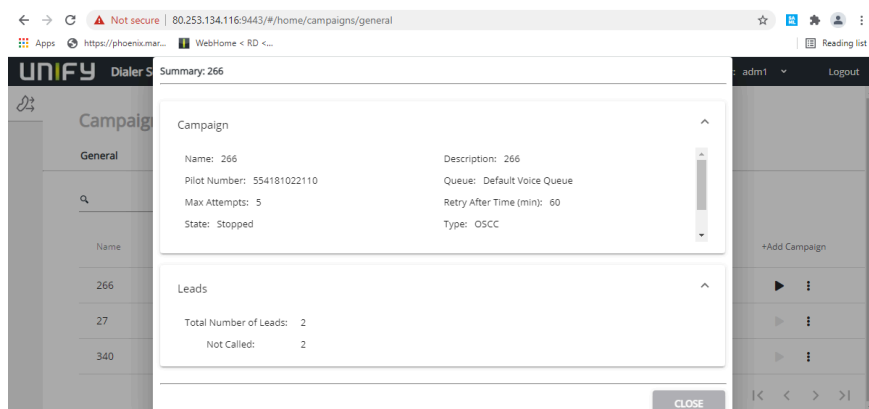 Not secure | 80.253.134.116:9443/#/home/campaigns/general
Apps https://phoenix.mar... WebHome < RD <... Reading list
UNIFY Dialer S Summary: 266 : adm1 Logout
Campaig
Campaign
General
Name: 266 Description: 266
Pilot Number: 554181022110 Queue: Default Voice Queue
Max Attempts: 5 Retry After Time (min): 60
State: Stopped Type: OSCC
Name +Add Campaign
266
Leads
27
Total Number of Leads: 2
Not Called: 2
340
CLOSE